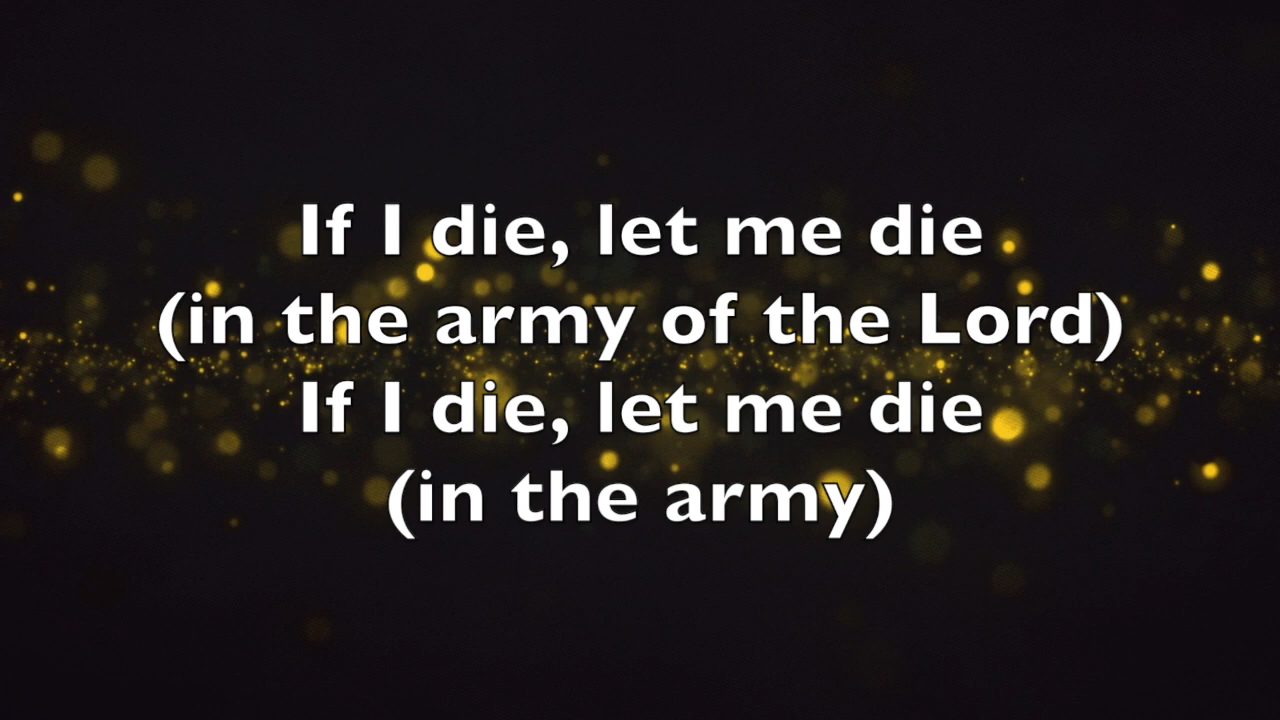 If I die, let me die
(in the army of the Lord)
If I die, let me die
(in the army)